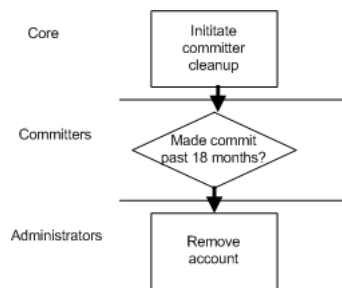 Core
Inititate
committer
cleanup
Committers
Made commit
past 18 months?
Administrators
Remove
account